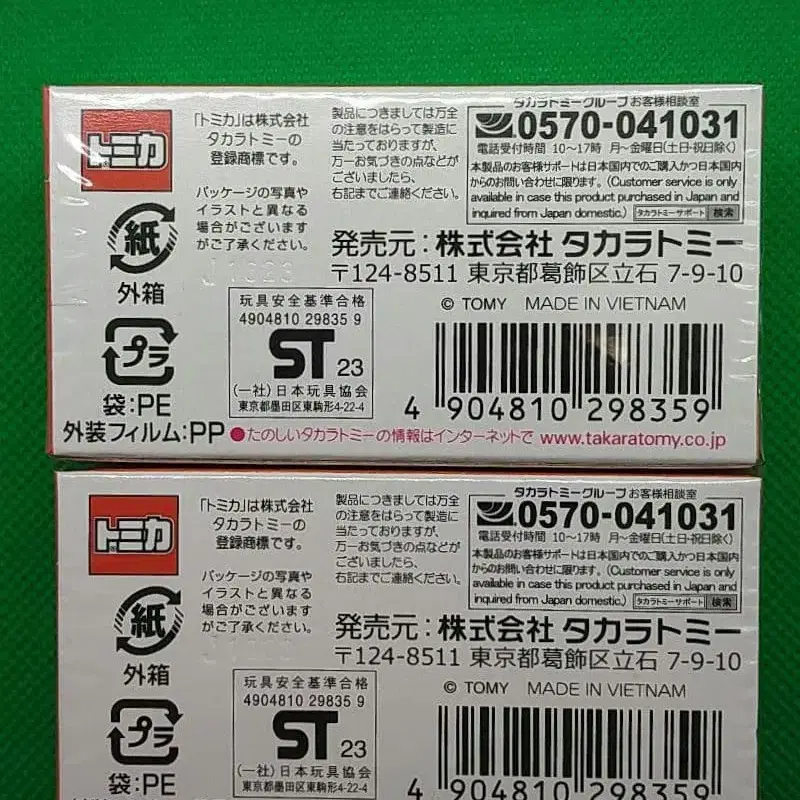 トミカ
「トミカ」は株式会社
タカラトミーの
登録商標です。
パッケージの写真や
イラストと異なる
場合がございます
がご了承ください。
製品につきましては万全
の注意をはらって製造に
当たっておりますが、
万一お気づきの点などが
ございましたら、
右記までご連絡ください。
タカラトミーグループお客様相談室
0570-041031
電話受付時間 10〜17時 月〜金曜日(土日・祝日除く)
本製品のお客様サポートは日本国内でのご購入かつ日本国内
からのお問い合わせに限ります。(Customer service is only
available in case this product purchased in Japan and
inquired from Japan domestic.) タカラトミーサポート 検索
発売元:株式会社 タカラトミー
〒124-8511 東京都葛飾区立石 7-9-10
© TOMY MADE IN VIETNAM
紙
外箱
プラ
袋:PE
外装フィルム:PP
玩具安全基準合格
4904810 29835 9
ST 23
(一社)日本玩具協会
東京都墨田区東駒形4-22-4
4 904810 298359
●たのしいタカラトミーの情報はインターネットで www.takaratomy.co.jp
トミカ
「トミカ」は株式会社
タカラトミーの
登録商標です。
パッケージの写真や
イラストと異なる
場合がございます
がご了承ください。
製品につきましては万全
の注意をはらって製造に
当たっておりますが、
万一お気づきの点などが
ございましたら、
右記までご連絡ください。
タカラトミーグループお客様相談室
0570-041031
電話受付時間 10〜17時 月〜金曜日(土日・祝日除く)
本製品のお客様サポートは日本国内でのご購入かつ日本国内
からのお問い合わせに限ります。(Customer service is only
available in case this product purchased in Japan and
inquired from Japan domestic.) タカラトミーサポート 検索
発売元:株式会社 タカラトミー
〒124-8511 東京都葛飾区立石 7-9-10
© TOMY MADE IN VIETNAM
紙
外箱
プラ
袋:PE
玩具安全基準合格
4904810 29835 9
ST 23
(一社)日本玩具協会
東京都墨田区東駒形4-22-4
4 904810 298359